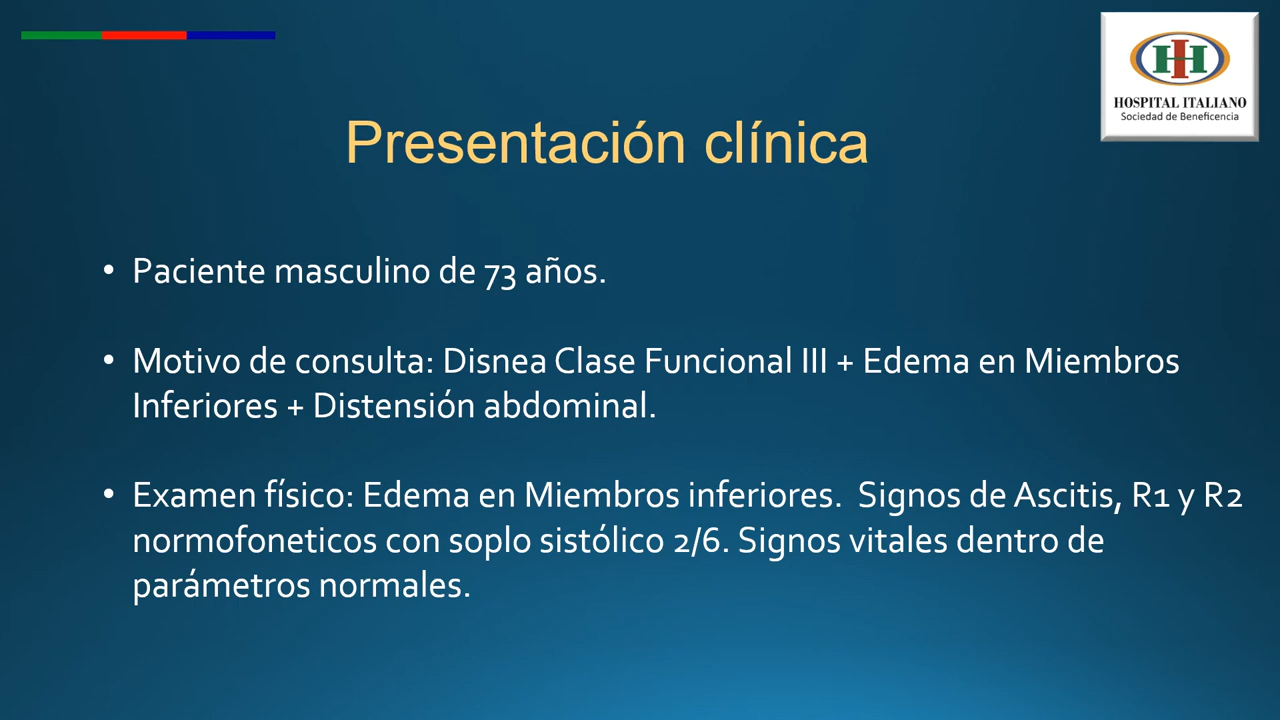 HOSPITAL ITALIANO
Sociedad de Beneficencia
Presentación clínica
• Paciente masculino de 73 años.
• Motivo de consulta: Disnea Clase Funcional III + Edema en Miembros
Inferiores + Distensión abdominal.
• Examen físico: Edema en Miembros inferiores.  Signos de Ascitis, R1 y R2
normofoneticos con soplo sistólico 2/6. Signos vitales dentro de
parámetros normales.